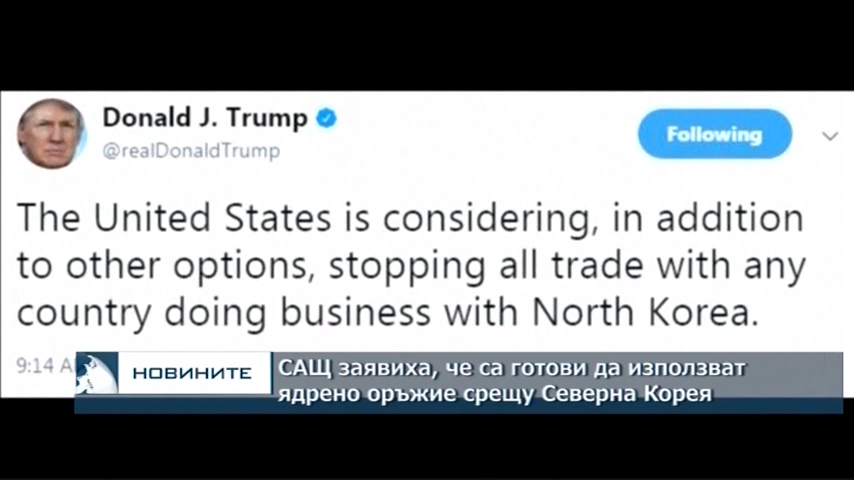 Donald J. Trump
@realDonaldTrump
Following
The United States is considering, in addition
to other options, stopping all trade with any
country doing business with North Korea.
9:14
НОВИНИТЕ
САЩ заявиха, че са готови да използват
ядрено оръжие срещу Северна Корея